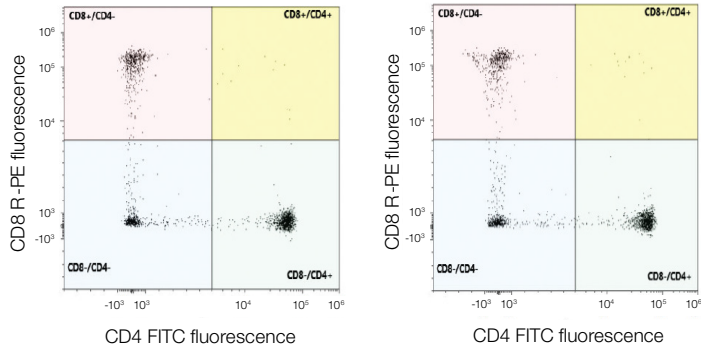 CD8+/CD4-
CD8+/CD4+
10⁶
10⁵
10⁴
10³
-10³
CD8 R-PE fluorescence
CD8-/CD4-
CD8-/CD4+
-10³ 10³ 10⁴ 10⁵ 10⁶
CD4 FITC fluorescence
CD8+/CD4-
CD8+/CD4+
10⁶
10⁵
10⁴
10³
-10³
CD8 R-PE fluorescence
CD8-/CD4-
CD8-/CD4+
-10³ 10³ 10⁴ 10⁵ 10⁶
CD4 FITC fluorescence